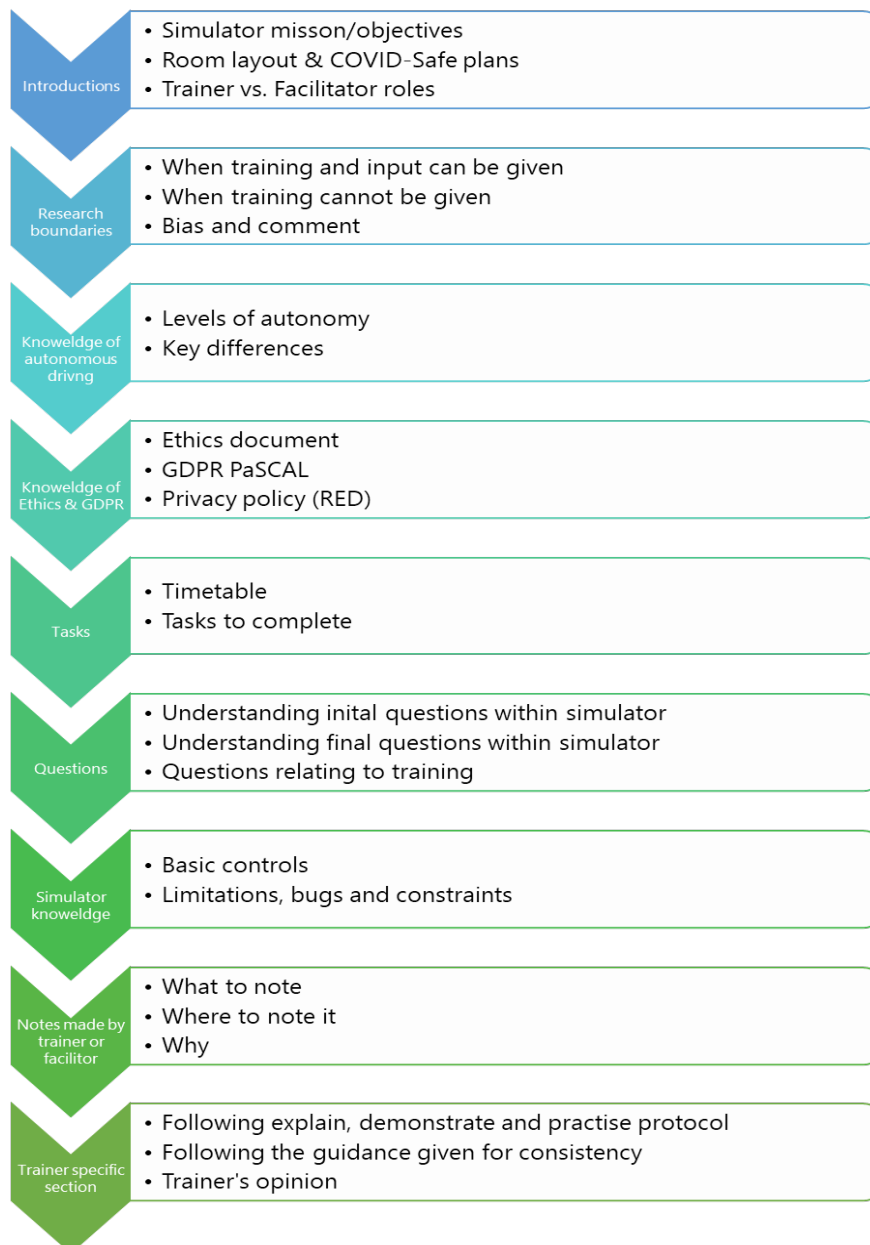 Introductions
• Simulator misson/objectives
• Room layout & COVID-Safe plans
• Trainer vs. Facilitator roles
Research
boundaries
• When training and input can be given
• When training cannot be given
• Bias and comment
Knoweldge of
autonomous
drivng
• Levels of autonomy
• Key differences
Knoweldge of
Ethics & GDPR
• Ethics document
• GDPR PaSCAL
• Privacy policy (RED)
Tasks
• Timetable
• Tasks to complete
Questions
• Understanding inital questions within simulator
• Understanding final questions within simulator
• Questions relating to training
Simulator
knoweldge
• Basic controls
• Limitations, bugs and constraints
Notes made by
trainer or
facilitor
• What to note
• Where to note it
• Why
Trainer specific
section
• Following explain, demonstrate and practise protocol
• Following the guidance given for consistency
• Trainer's opinion